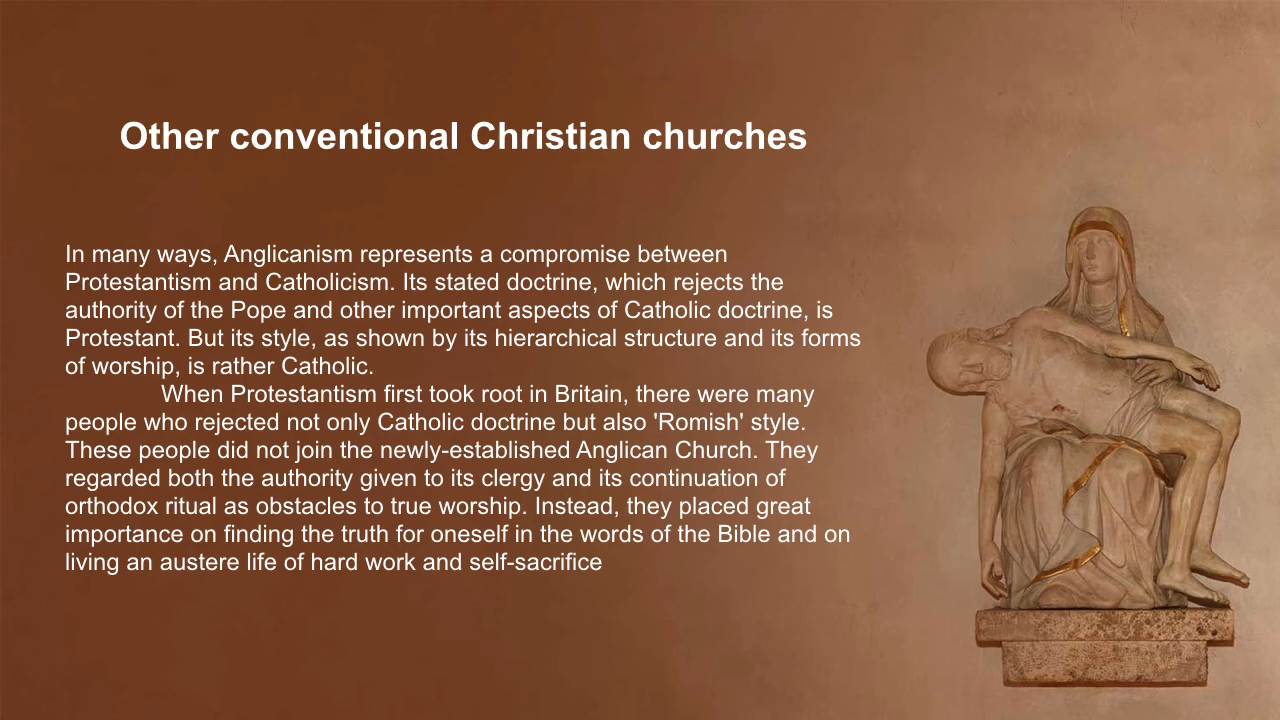 Other conventional Christian churches
In many ways, Anglicanism represents a compromise between
Protestantism and Catholicism. Its stated doctrine, which rejects the
authority of the Pope and other important aspects of Catholic doctrine, is
Protestant. But its style, as shown by its hierarchical structure and its forms
of worship, is rather Catholic.
When Protestantism first took root in Britain, there were many
people who rejected not only Catholic doctrine but also 'Romish' style.
These people did not join the newly-established Anglican Church. They
regarded both the authority given to its clergy and its continuation of
orthodox ritual as obstacles to true worship. Instead, they placed great
importance on finding the truth for oneself in the words of the Bible and on
living an austere life of hard work and self-sacrifice